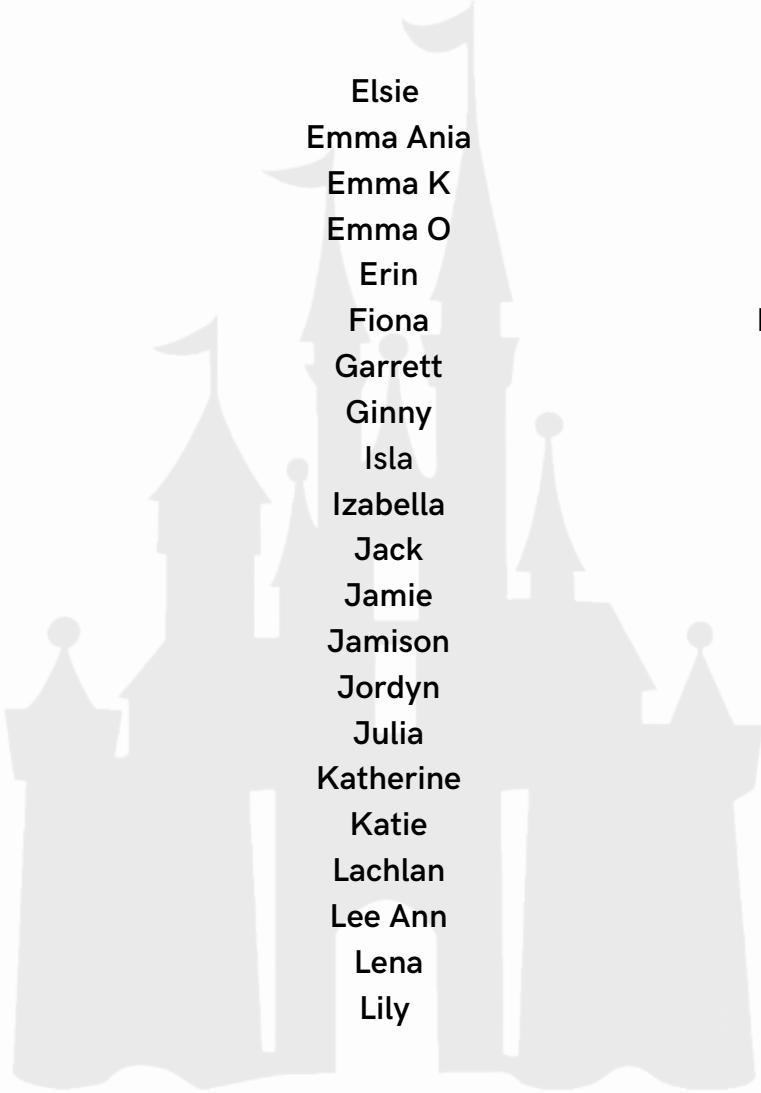 Elsie
Emma Ania
Emma K
Emma O
Erin
Fiona
Garrett
Ginny
Isla
Izabella
Jack
Jamie
Jamison
Jordyn
Julia
Katherine
Katie
Lachlan
Lee Ann
Lena
Lily